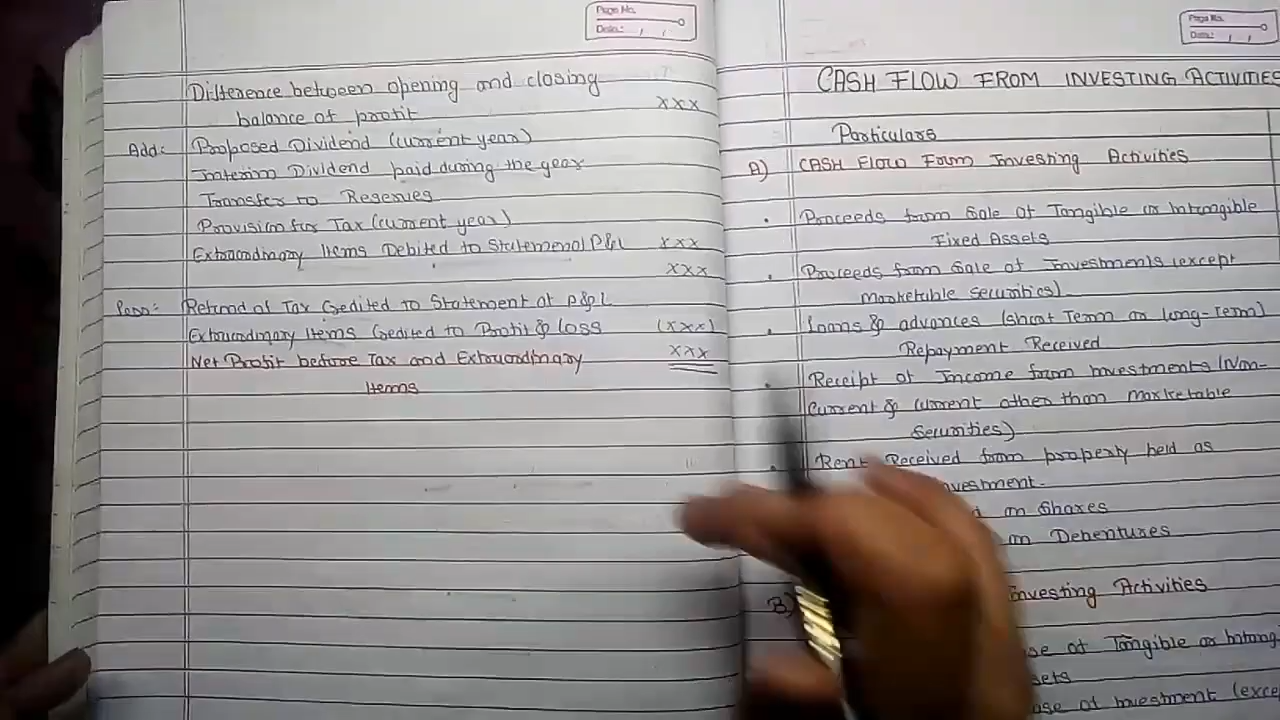 Page No.
Date: / /
Difference between opening and closing
balance of profit xxx
Add: Proposed Dividend (current year)
Interim Dividend paid during the year
Transfer to Reserves
Provision for Tax (current year)
Extraordinary Items Debited to Statement of P&L xxx
xxx
Less: Refund of Tax Credited to Statement of P&L
Extraordinary Items Credited to Profit & Loss (xxx)
Net Profit before Tax and Extraordinary xxx
Items
Page No.
Date: / /
CASH FLOW FROM INVESTING ACTIVITIES
Particulars
A) CASH Flow From Investing Activities
• Proceeds from Sale of Tangible or Intangible
Fixed Assets
• Proceeds from Sale of Investments (except
Marketable Securities)
• Loans & advances (short Term or long-Term)
Repayment Received
• Receipt of Income from Investments (Non-
Current & Current other than Marketable
Securities)
• Rent Received from property held as
on Shares
on Debentures
B) Investing Activities
of Tangible or
of Investment